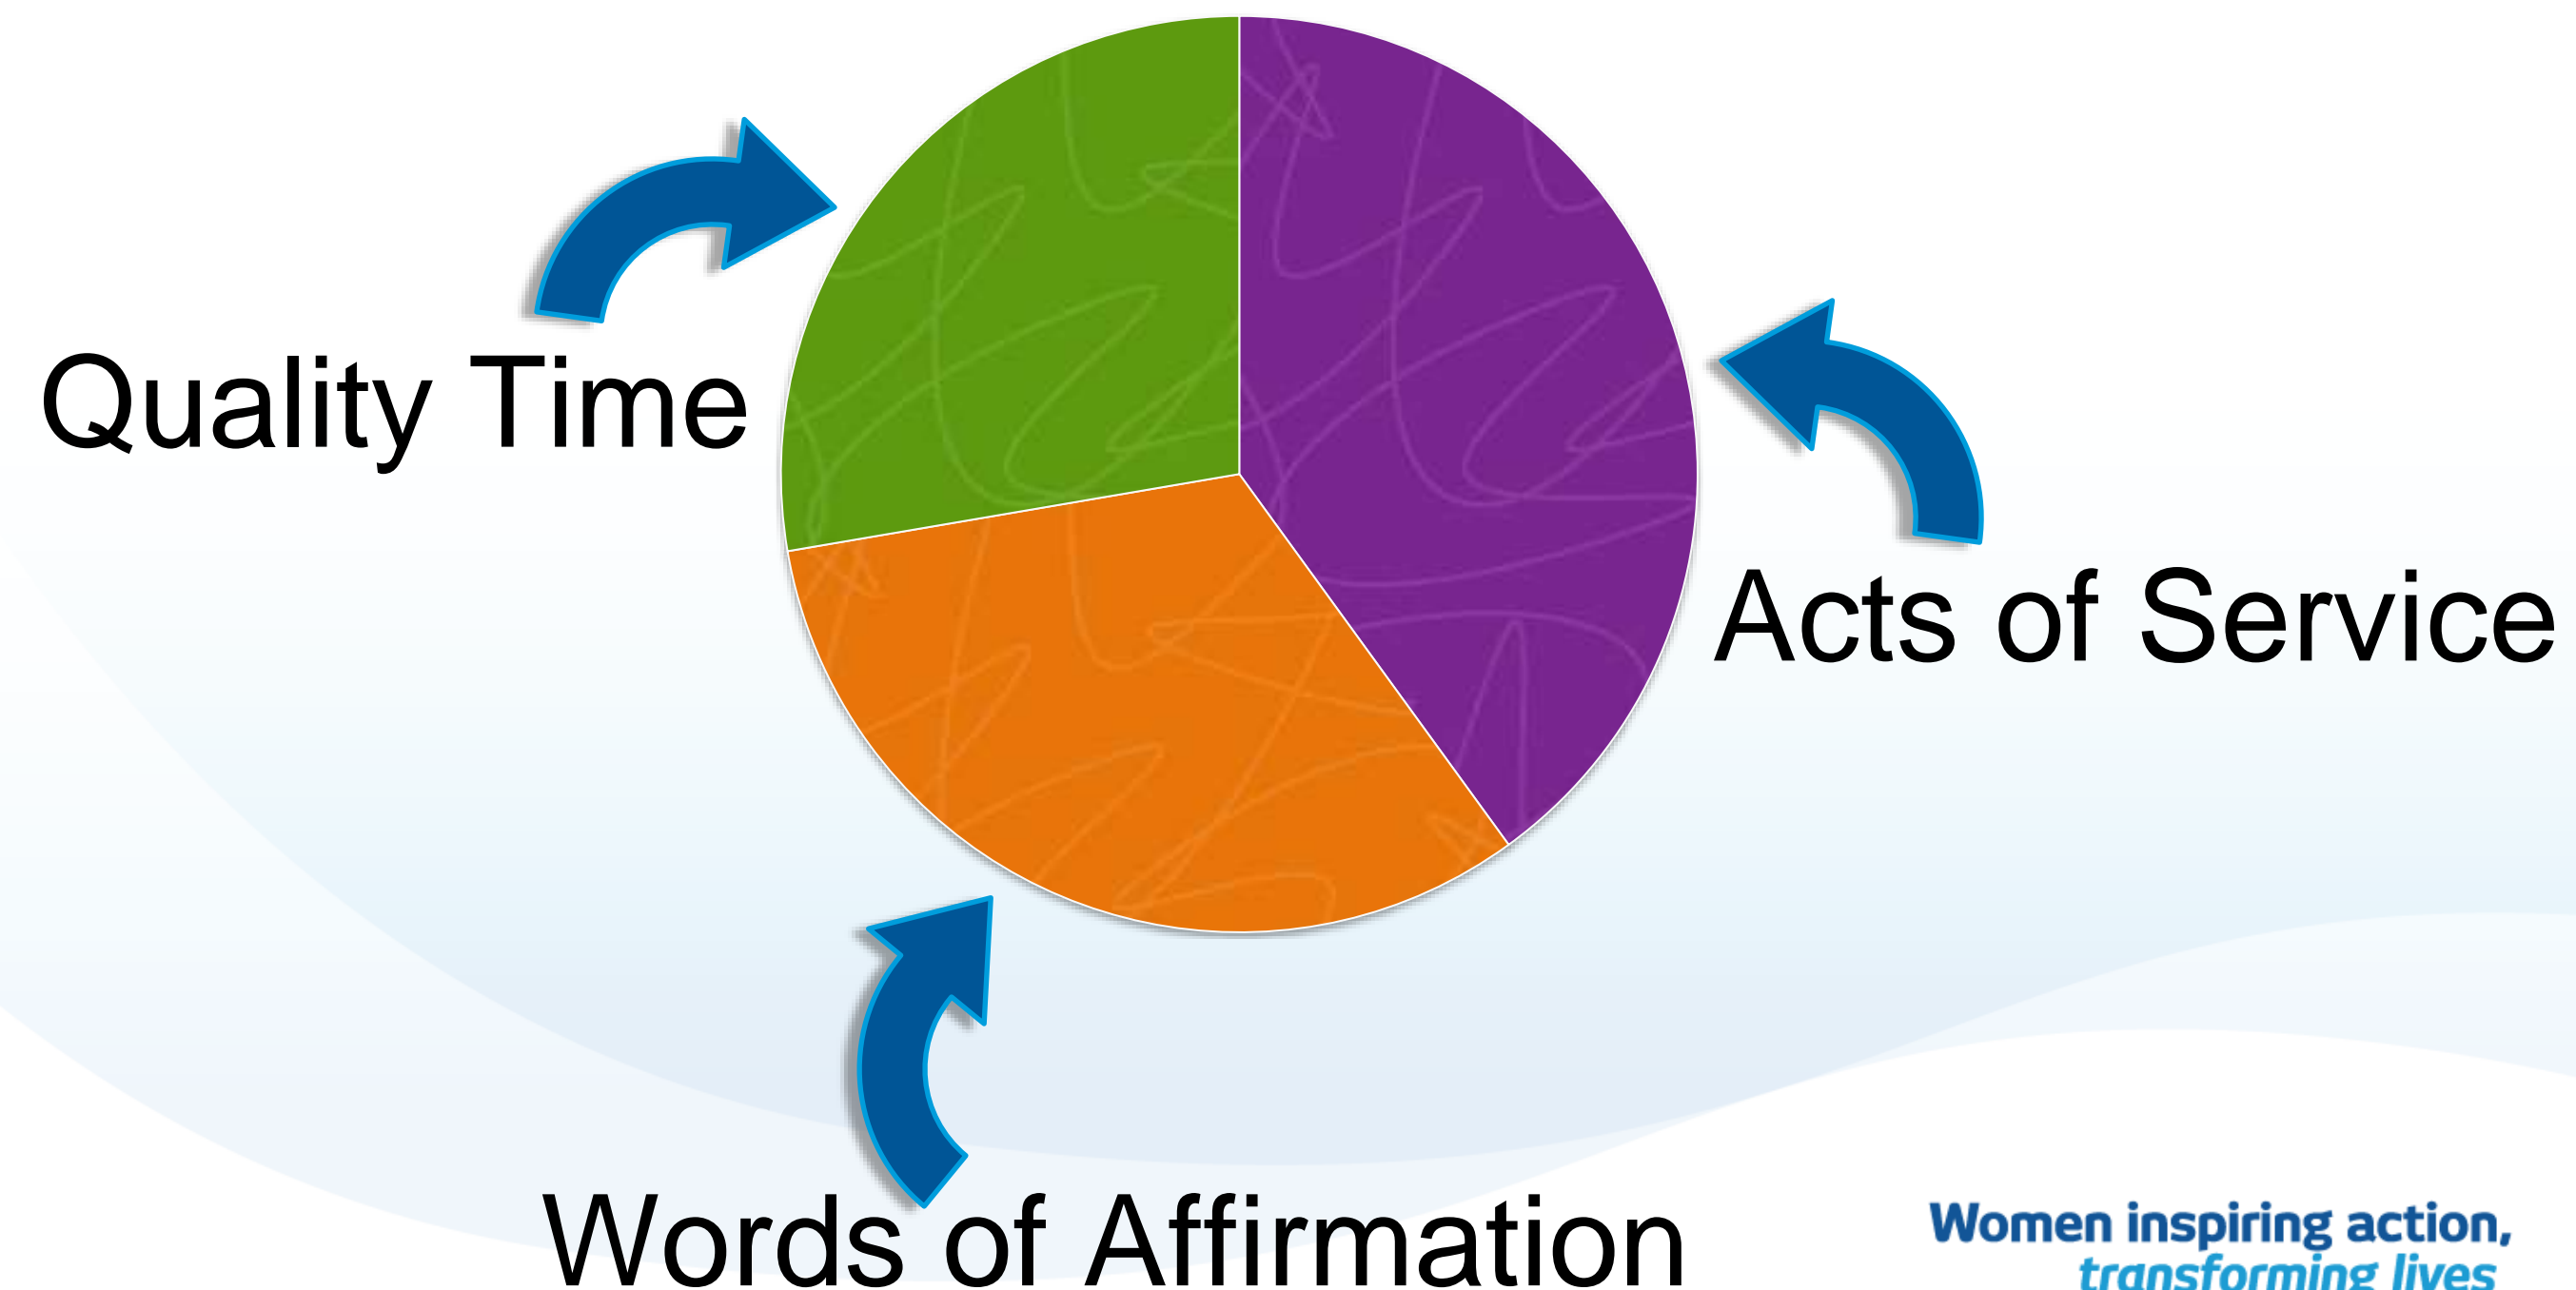 Quality Time
Acts of Service
Words of Affirmation
Women inspiring action,
transforming lives